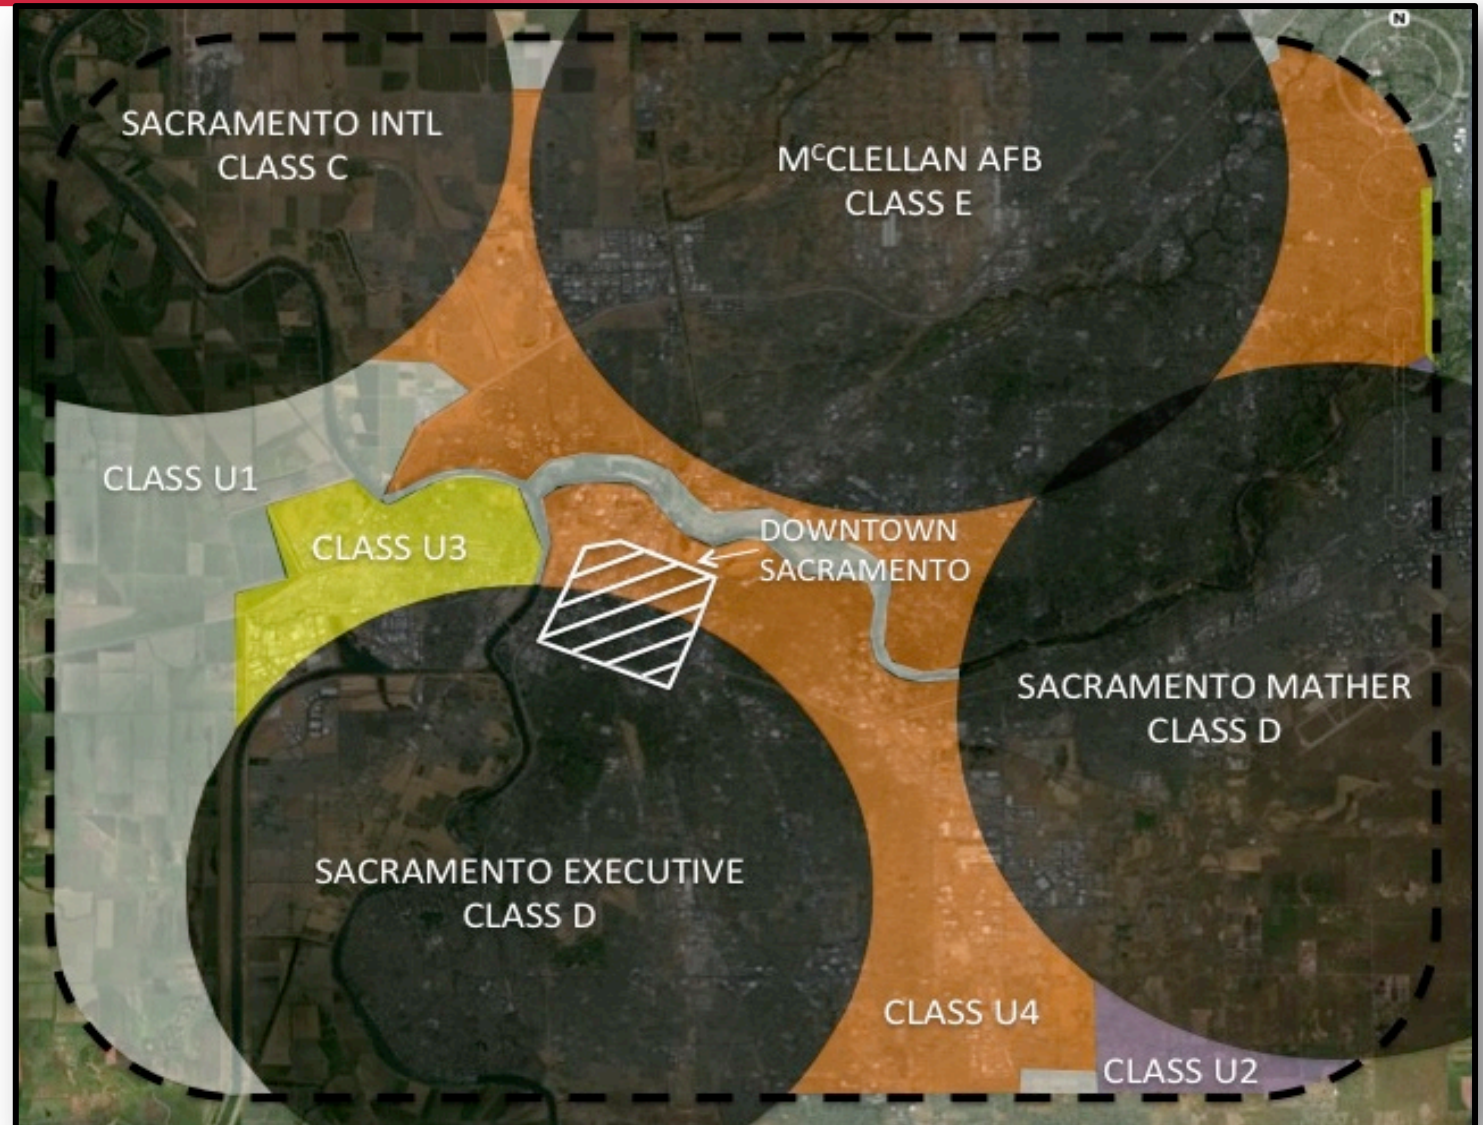 N
SACRAMENTO INTL
CLASS C
MCCLELLAN AFB
CLASS E
CLASS U1
CLASS U3
DOWNTOWN
SACRAMENTO
SACRAMENTO MATHER
CLASS D
SACRAMENTO EXECUTIVE
CLASS D
CLASS U4
CLASS U2